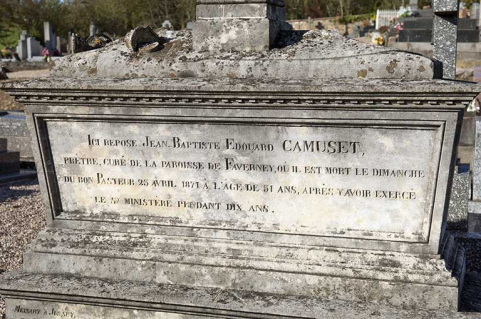 Ici repose Jean-Baptiste Edouard CAMUSET,
prêtre, curé de la paroisse de Faverney, où il est mort le dimanche
du bon Pasteur 23 avril 1871 à l'âge de 51 ans, après y avoir exercé
le St ministère pendant dix ans.